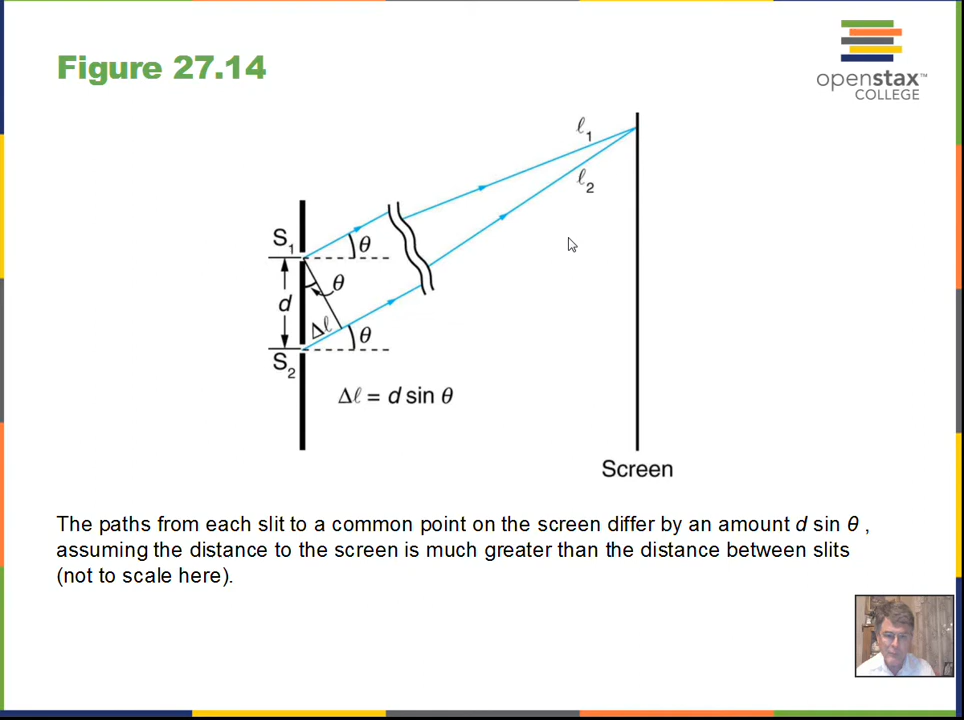 Figure 27.14
openstax™
COLLEGE
ℓ₁
ℓ₂
S₁
θ
θ
d
Δℓ
θ
S₂
Δℓ = d sin θ
Screen
The paths from each slit to a common point on the screen differ by an amount d sin θ ,
assuming the distance to the screen is much greater than the distance between slits
(not to scale here).